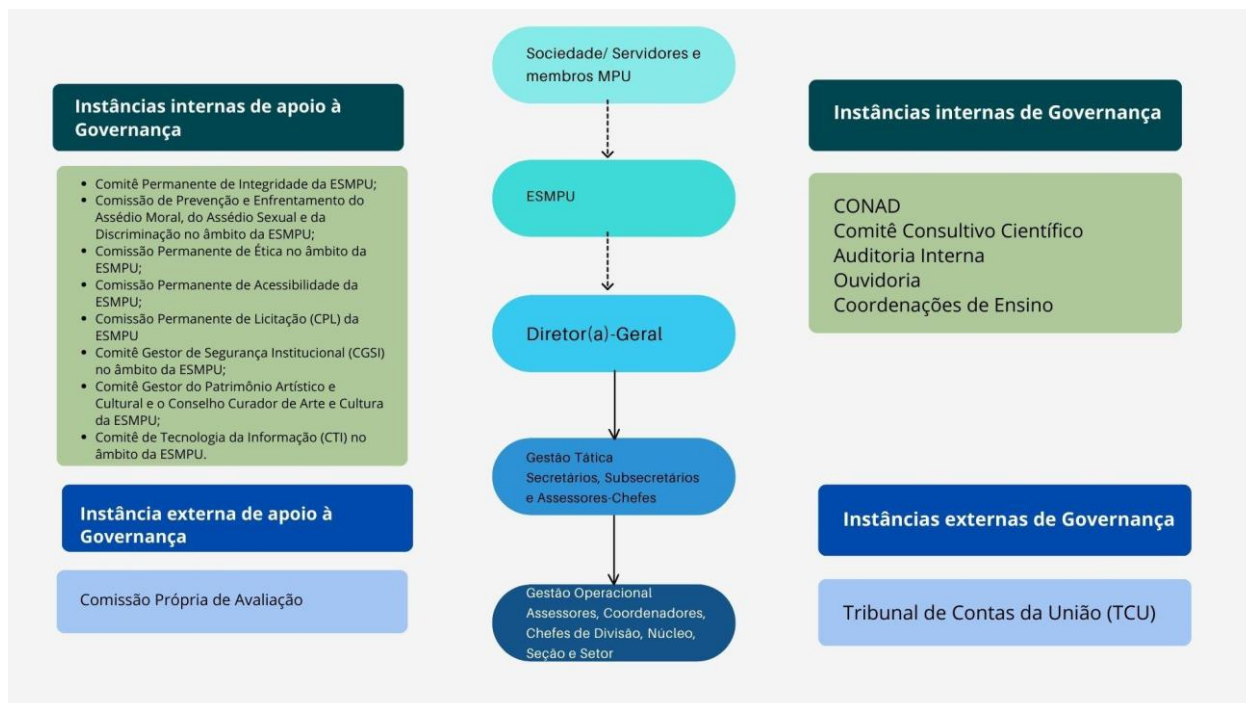 Instâncias internas de apoio à
Governança
• Comitê Permanente de Integridade da ESMPU;
• Comissão de Prevenção e Enfrentamento do
Assédio Moral, do Assédio Sexual e da
Discriminação no âmbito da ESMPU;
• Comissão Permanente de Ética no âmbito da
ESMPU;
• Comissão Permanente de Acessibilidade da
ESMPU;
• Comissão Permanente de Licitação (CPL) da
ESMPU
• Comitê Gestor de Segurança Institucional (CGSI)
no âmbito da ESMPU;
• Comitê Gestor do Patrimônio Artístico e
Cultural e o Conselho Curador de Arte e Cultura
da ESMPU;
• Comitê de Tecnologia da Informação (CTI) no
âmbito da ESMPU.
Instância externa de apoio à
Governança
Comissão Própria de Avaliação
Sociedade/ Servidores e
membros MPU
ESMPU
Diretor(a)-Geral
Gestão Tática
Secretários, Subsecretários
e Assessores-Chefes
Gestão Operacional
Assessores, Coordenadores,
Chefes de Divisão, Núcleo,
Seção e Setor
Instâncias internas de Governança
CONAD
Comitê Consultivo Científico
Auditoria Interna
Ouvidoria
Coordenações de Ensino
Instâncias externas de Governança
Tribunal de Contas da União (TCU)